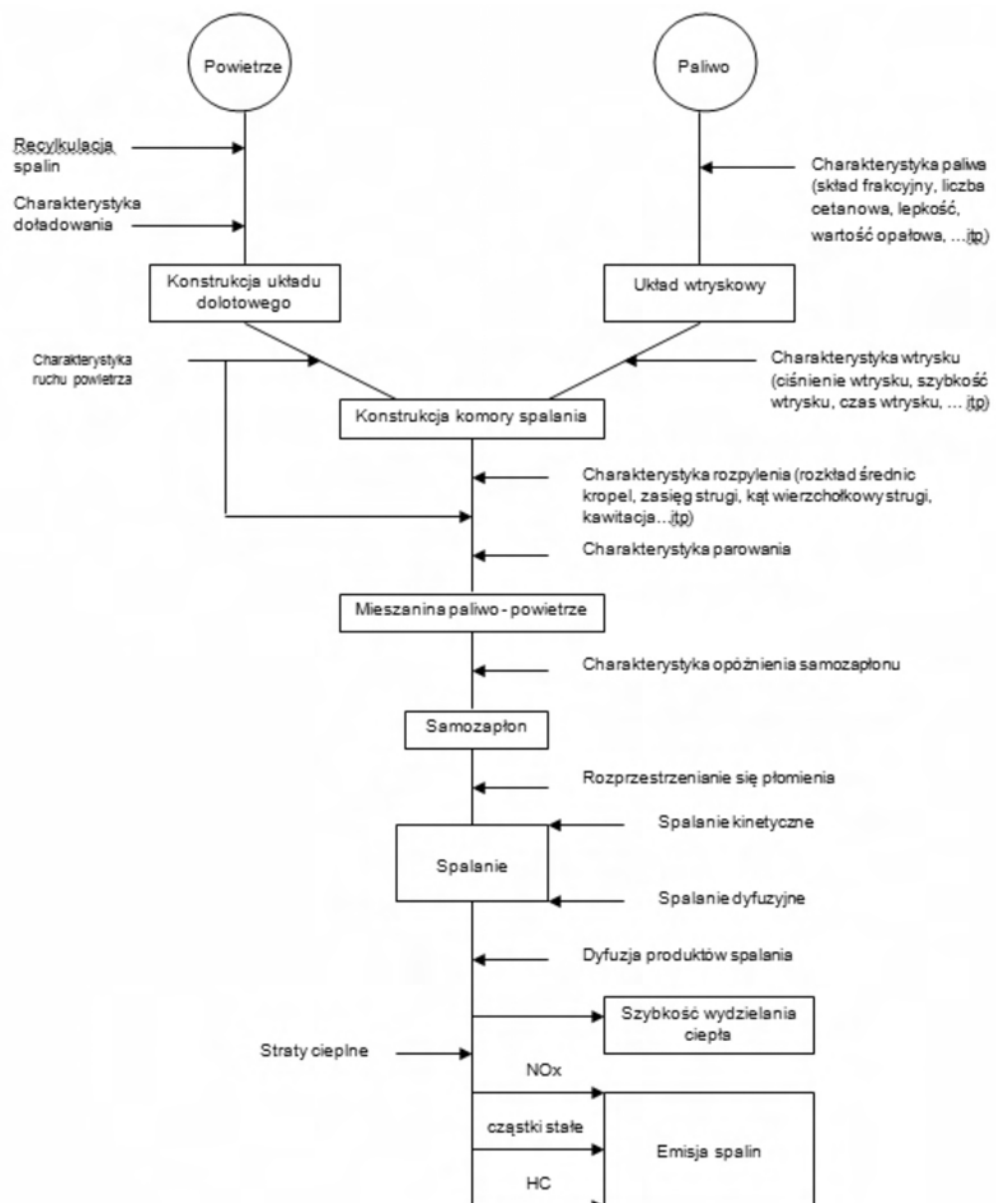 Powietrze
Paliwo
Recylkulacja
spalin
Charakterystyka paliwa
(skład frakcyjny, liczba
cetanowa, lepkość,
wartość opałowa, ...itp)
Charakterystyka
doładowania
Konstrukcja układu
dolotowego
Układ wtryskowy
Charakterystyka
ruchu powietrza
Charakterystyka wtrysku
(ciśnienie wtrysku, szybkość
wtrysku, czas wtrysku, ... itp)
Konstrukcja komory spalania
Charakterystyka rozpylenia (rozkład średnic
kropel, zasięg strugi, kąt wierzchołkowy strugi,
kawitacja...itp)
Charakterystyka parowania
Mieszanina paliwo - powietrze
Charakterystyka opóźnienia samozapłonu
Samozapłon
Rozprzestrzenianie się płomienia
Spalanie kinetyczne
Spalanie
Spalanie dyfuzyjne
Dyfuzja produktów spalania
Szybkość wydzielania
ciepła
Straty cieplne
NOx
cząstki stałe
Emisja spalin
HC